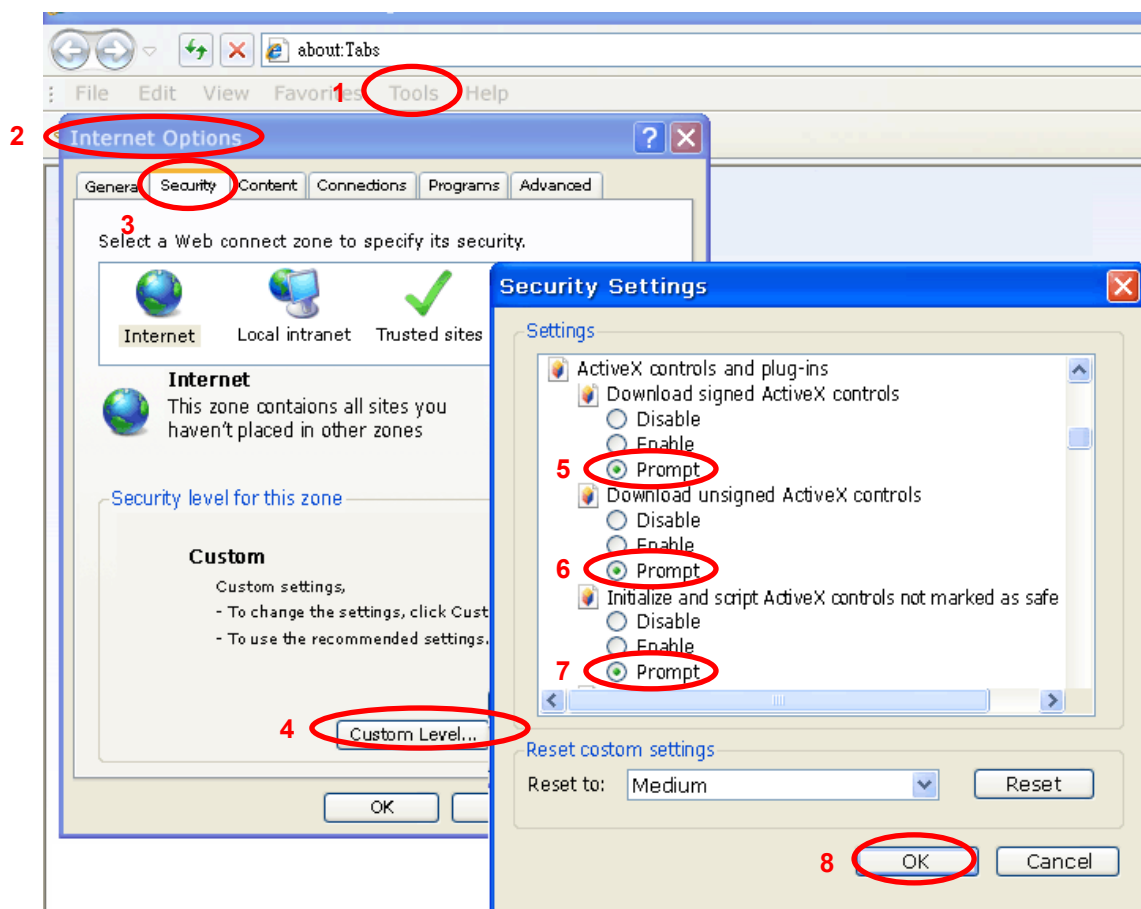 about:Tabs
File Edit View Favorites Tools Help
1
2
Internet Options
General Security Content Connections Programs Advanced
3
Select a Web connect zone to specify its security.
Internet Local intranet Trusted sites
Internet
This zone contaions all sites you
haven't placed in other zones
Security level for this zone
Custom
Custom settings,
- To change the settings, click Cust
- To use the recommended settings.
4
Custom Level...
OK
Security Settings
Settings
ActiveX controls and plug-ins
Download signed ActiveX controls
Disable
Enable
5 Prompt
Download unsigned ActiveX controls
Disable
Enable
6 Prompt
Initialize and script ActiveX controls not marked as safe
Disable
Enable
7 Prompt
Reset costom settings
Reset to: Medium Reset
8 OK Cancel